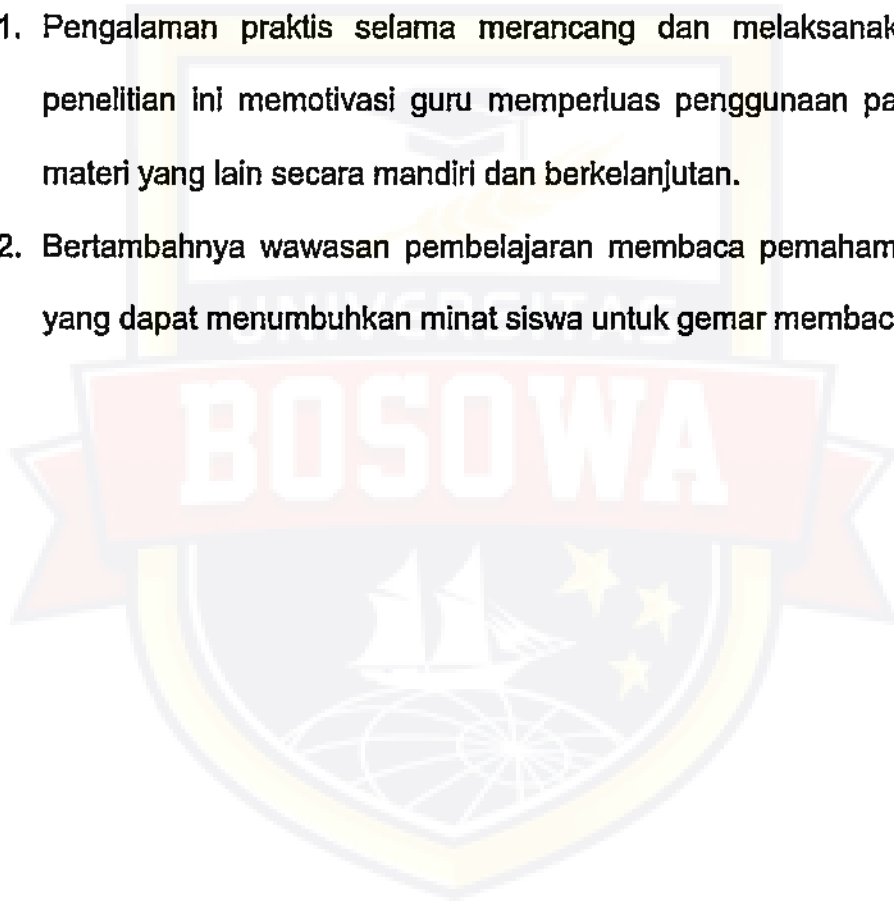 1. Pengalaman praktis selama merancang dan melaksanak
penelitian ini memotivasi guru memperluas penggunaan pa
materi yang lain secara mandiri dan berkelanjutan.
2. Bertambahnya wawasan pembelajaran membaca pemaham
yang dapat menumbuhkan minat siswa untuk gemar membac
UNIVERSITAS
BOSOWA